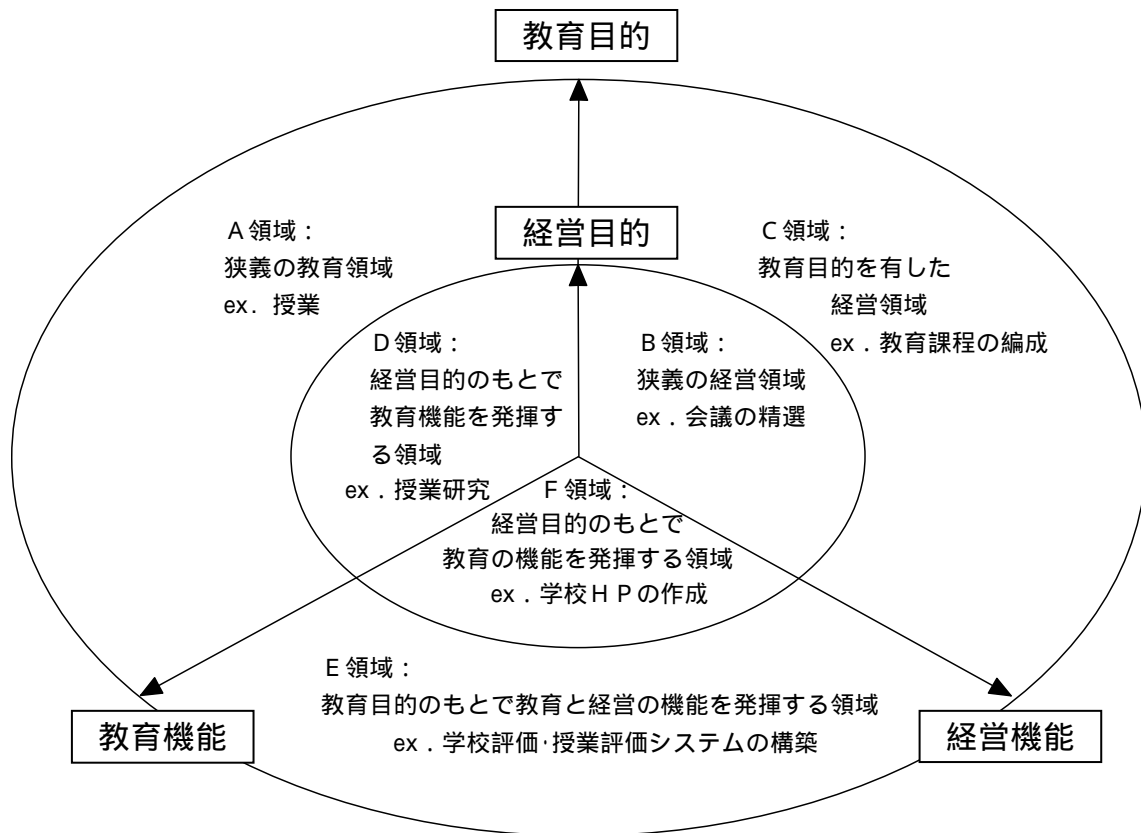 教育目的
経営目的
A領域：
狭義の教育領域
ex．授業
C領域：
教育目的を有した
経営領域
ex．教育課程の編成
D領域：
経営目的のもとで
教育機能を発揮す
る領域
ex．授業研究
B領域：
狭義の経営領域
ex．会議の精選
F領域：
経営目的のもとで
教育の機能を発揮する領域
ex．学校ＨＰの作成
E領域：
教育目的のもとで教育と経営の機能を発揮する領域
ex．学校評価･授業評価システムの構築
教育機能
経営機能